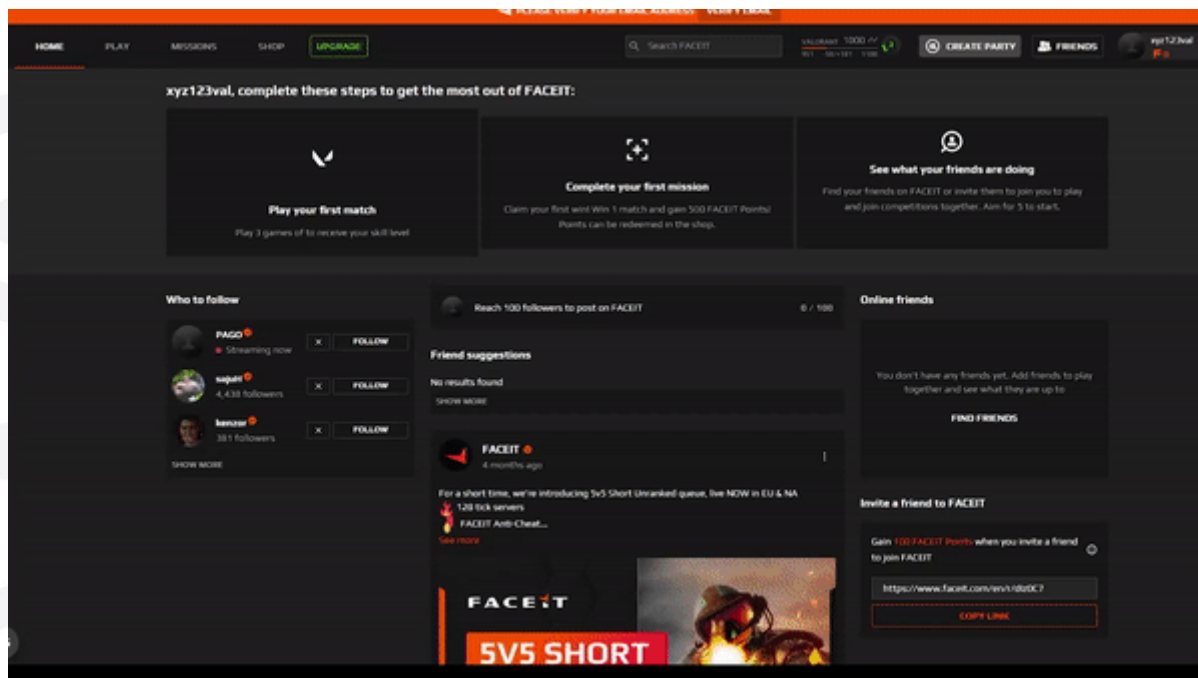 PLEASE VERIFY YOUR EMAIL ADDRESS VERIFY EMAIL
HOME PLAY MISSIONS SHOP UPGRADE Search FACEIT VALORANT 1000 CREATE PARTY FRIENDS xyz123val
xyz123val, complete these steps to get the most out of FACEIT:
Play your first match
Play 3 games of to receive your skill level
Complete your first mission
Claim your first win! Win 1 match and gain 500 FACEIT Points!
Points can be redeemed in the shop.
See what your friends are doing
Find your friends on FACEIT or invite them to join you to play
and join competitions together. Aim for 5 to start.
Who to follow
PAGO
Streaming now
X FOLLOW
4,438 followers
X FOLLOW
kenzor
381 followers
X FOLLOW
SHOW MORE
Reach 100 followers to post on FACEIT 0 / 100
Friend suggestions
No results found
SHOW MORE
FACEIT
4 months ago
For a short time, we're introducing 5v5 Short Unranked queue, live NOW in EU & NA
128 tick servers
FACEIT Anti-Cheat...
See more
FACEIT
5V5 SHORT
Online friends
You don't have any friends yet. Add friends to play
together and see what they are up to
FIND FRIENDS
Invite a friend to FACEIT
Gain 100 FACEIT Points when you invite a friend
to join FACEIT
COPY LINK